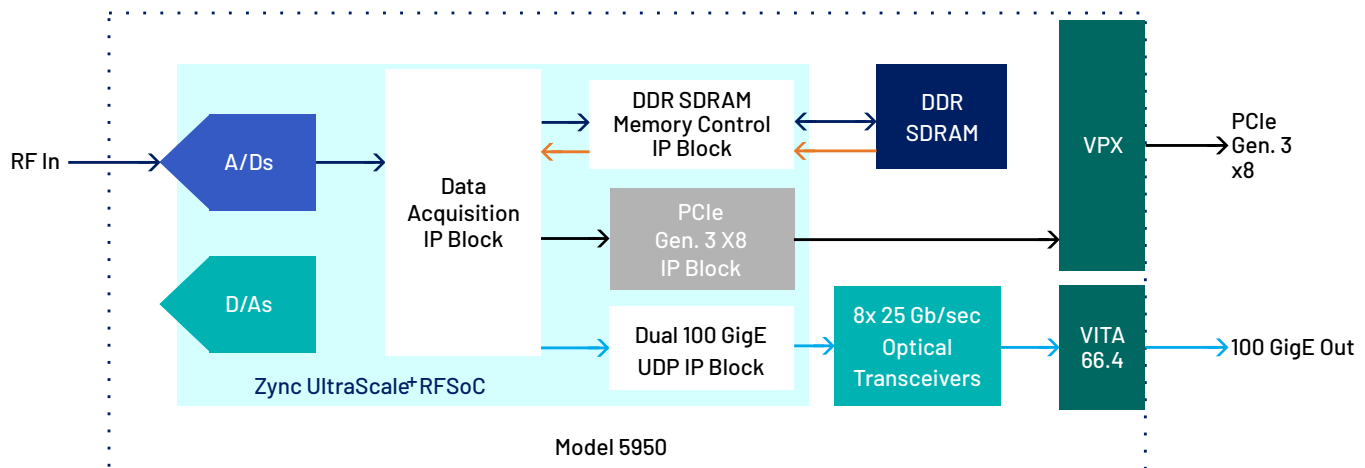 RF In
A/Ds
D/As
Data
Acquisition
IP Block
DDR SDRAM
Memory Control
IP Block
DDR
SDRAM
PCIe
Gen. 3 X8
IP Block
Dual 100 GigE
UDP IP Block
8x 25 Gb/sec
Optical
Transceivers
VPX
VITA
66.4
PCIe
Gen. 3
x8
100 GigE Out
Zync UltraScale+RFSoC
Model 5950